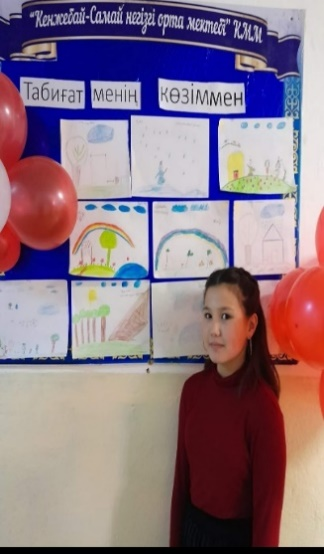 "Кенжебай-Самай негізгі орта мектебі" КММ
Табиғат менің көзіммен